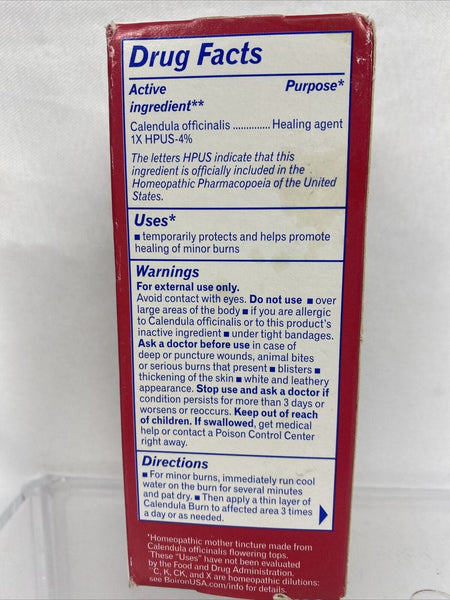 Drug Facts
Active Purpose*
ingredient**
Calendula officinalis .............. Healing agent
1X HPUS-4%
The letters HPUS indicate that this
ingredient is officially included in the
Homeopathic Pharmacopoeia of the United
States.
Uses*
■ temporarily protects and helps promote
healing of minor burns
Warnings
For external use only.
Avoid contact with eyes. Do not use ■ over
large areas of the body ■ if you are allergic
to Calendula officinalis or to this product's
inactive ingredient ■ under tight bandages.
Ask a doctor before use in case of
deep or puncture wounds, animal bites
or serious burns that present ■ blisters ■
thickening of the skin ■ white and leathery
appearance. Stop use and ask a doctor if
condition persists for more than 3 days or
worsens or reoccurs. Keep out of reach
of children. If swallowed, get medical
help or contact a Poison Control Center
right away.
Directions
■ For minor burns, immediately run cool
water on the burn for several minutes
and pat dry. ■ Then apply a thin layer of
Calendula Burn to affected area 3 times
a day or as needed.
*Homeopathic mother tincture made from
Calendula officinalis flowering tops.
These "Uses" have not been evaluated
by the Food and Drug Administration.
**C, K, CK, and X are homeopathic dilutions:
see BoironUSA.com/info for details.